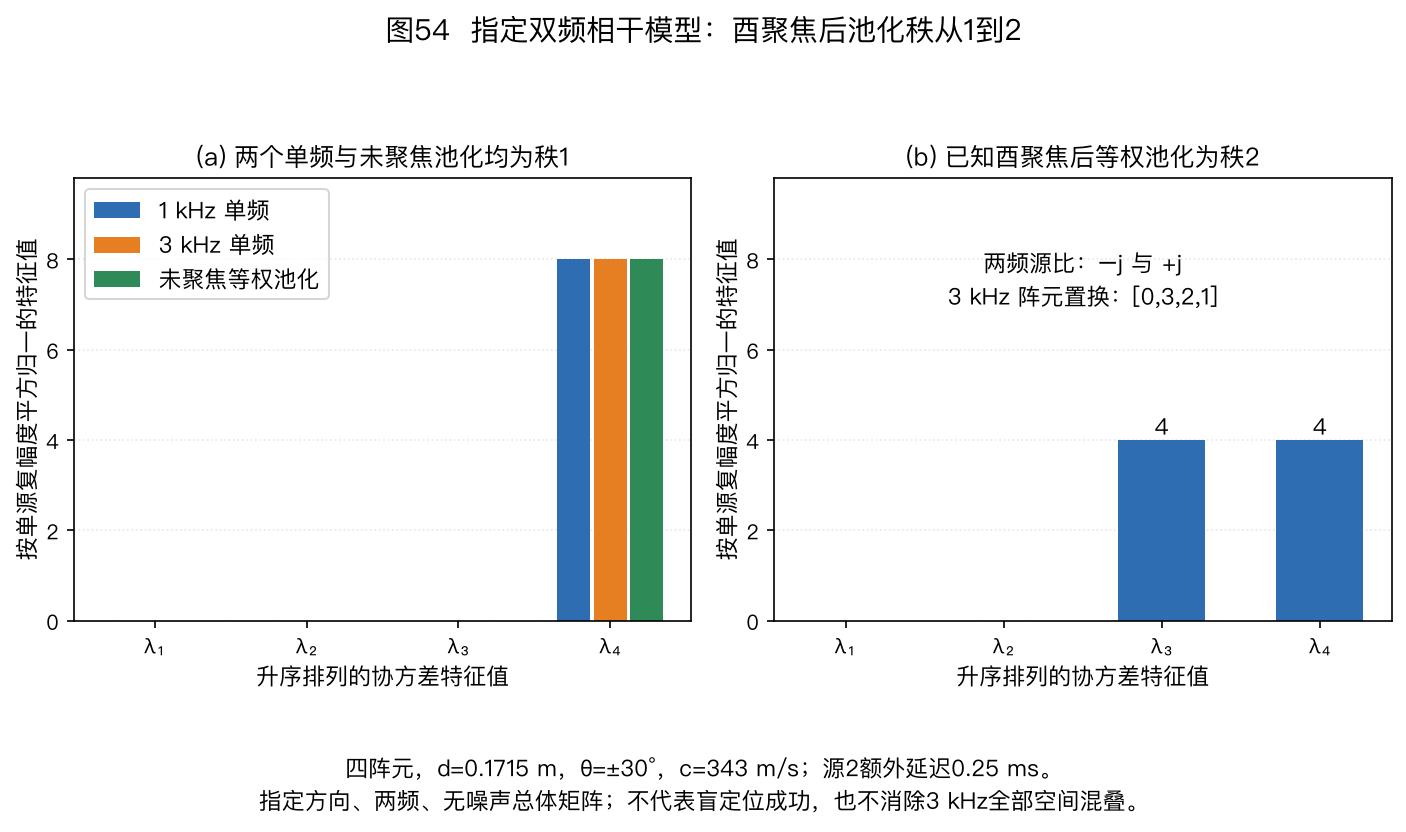 图54  指定双频相干模型：酉聚焦后池化秩从1到2
(a) 两个单频与未聚焦池化均为秩1
按单源复幅度平方归一的特征值
8
6
4
2
0
1 kHz 单频
3 kHz 单频
未聚焦等权池化
λ₁
λ₂
λ₃
λ₄
升序排列的协方差特征值
(b) 已知酉聚焦后等权池化为秩2
按单源复幅度平方归一的特征值
8
6
4
2
0
两频源比：−j 与 +j
3 kHz 阵元置换：[0,3,2,1]
4
4
λ₁
λ₂
λ₃
λ₄
升序排列的协方差特征值
四阵元，d=0.1715 m，θ=±30°，c=343 m/s；源2额外延迟0.25 ms。
指定方向、两频、无噪声总体矩阵；不代表盲定位成功，也不消除3 kHz全部空间混叠。